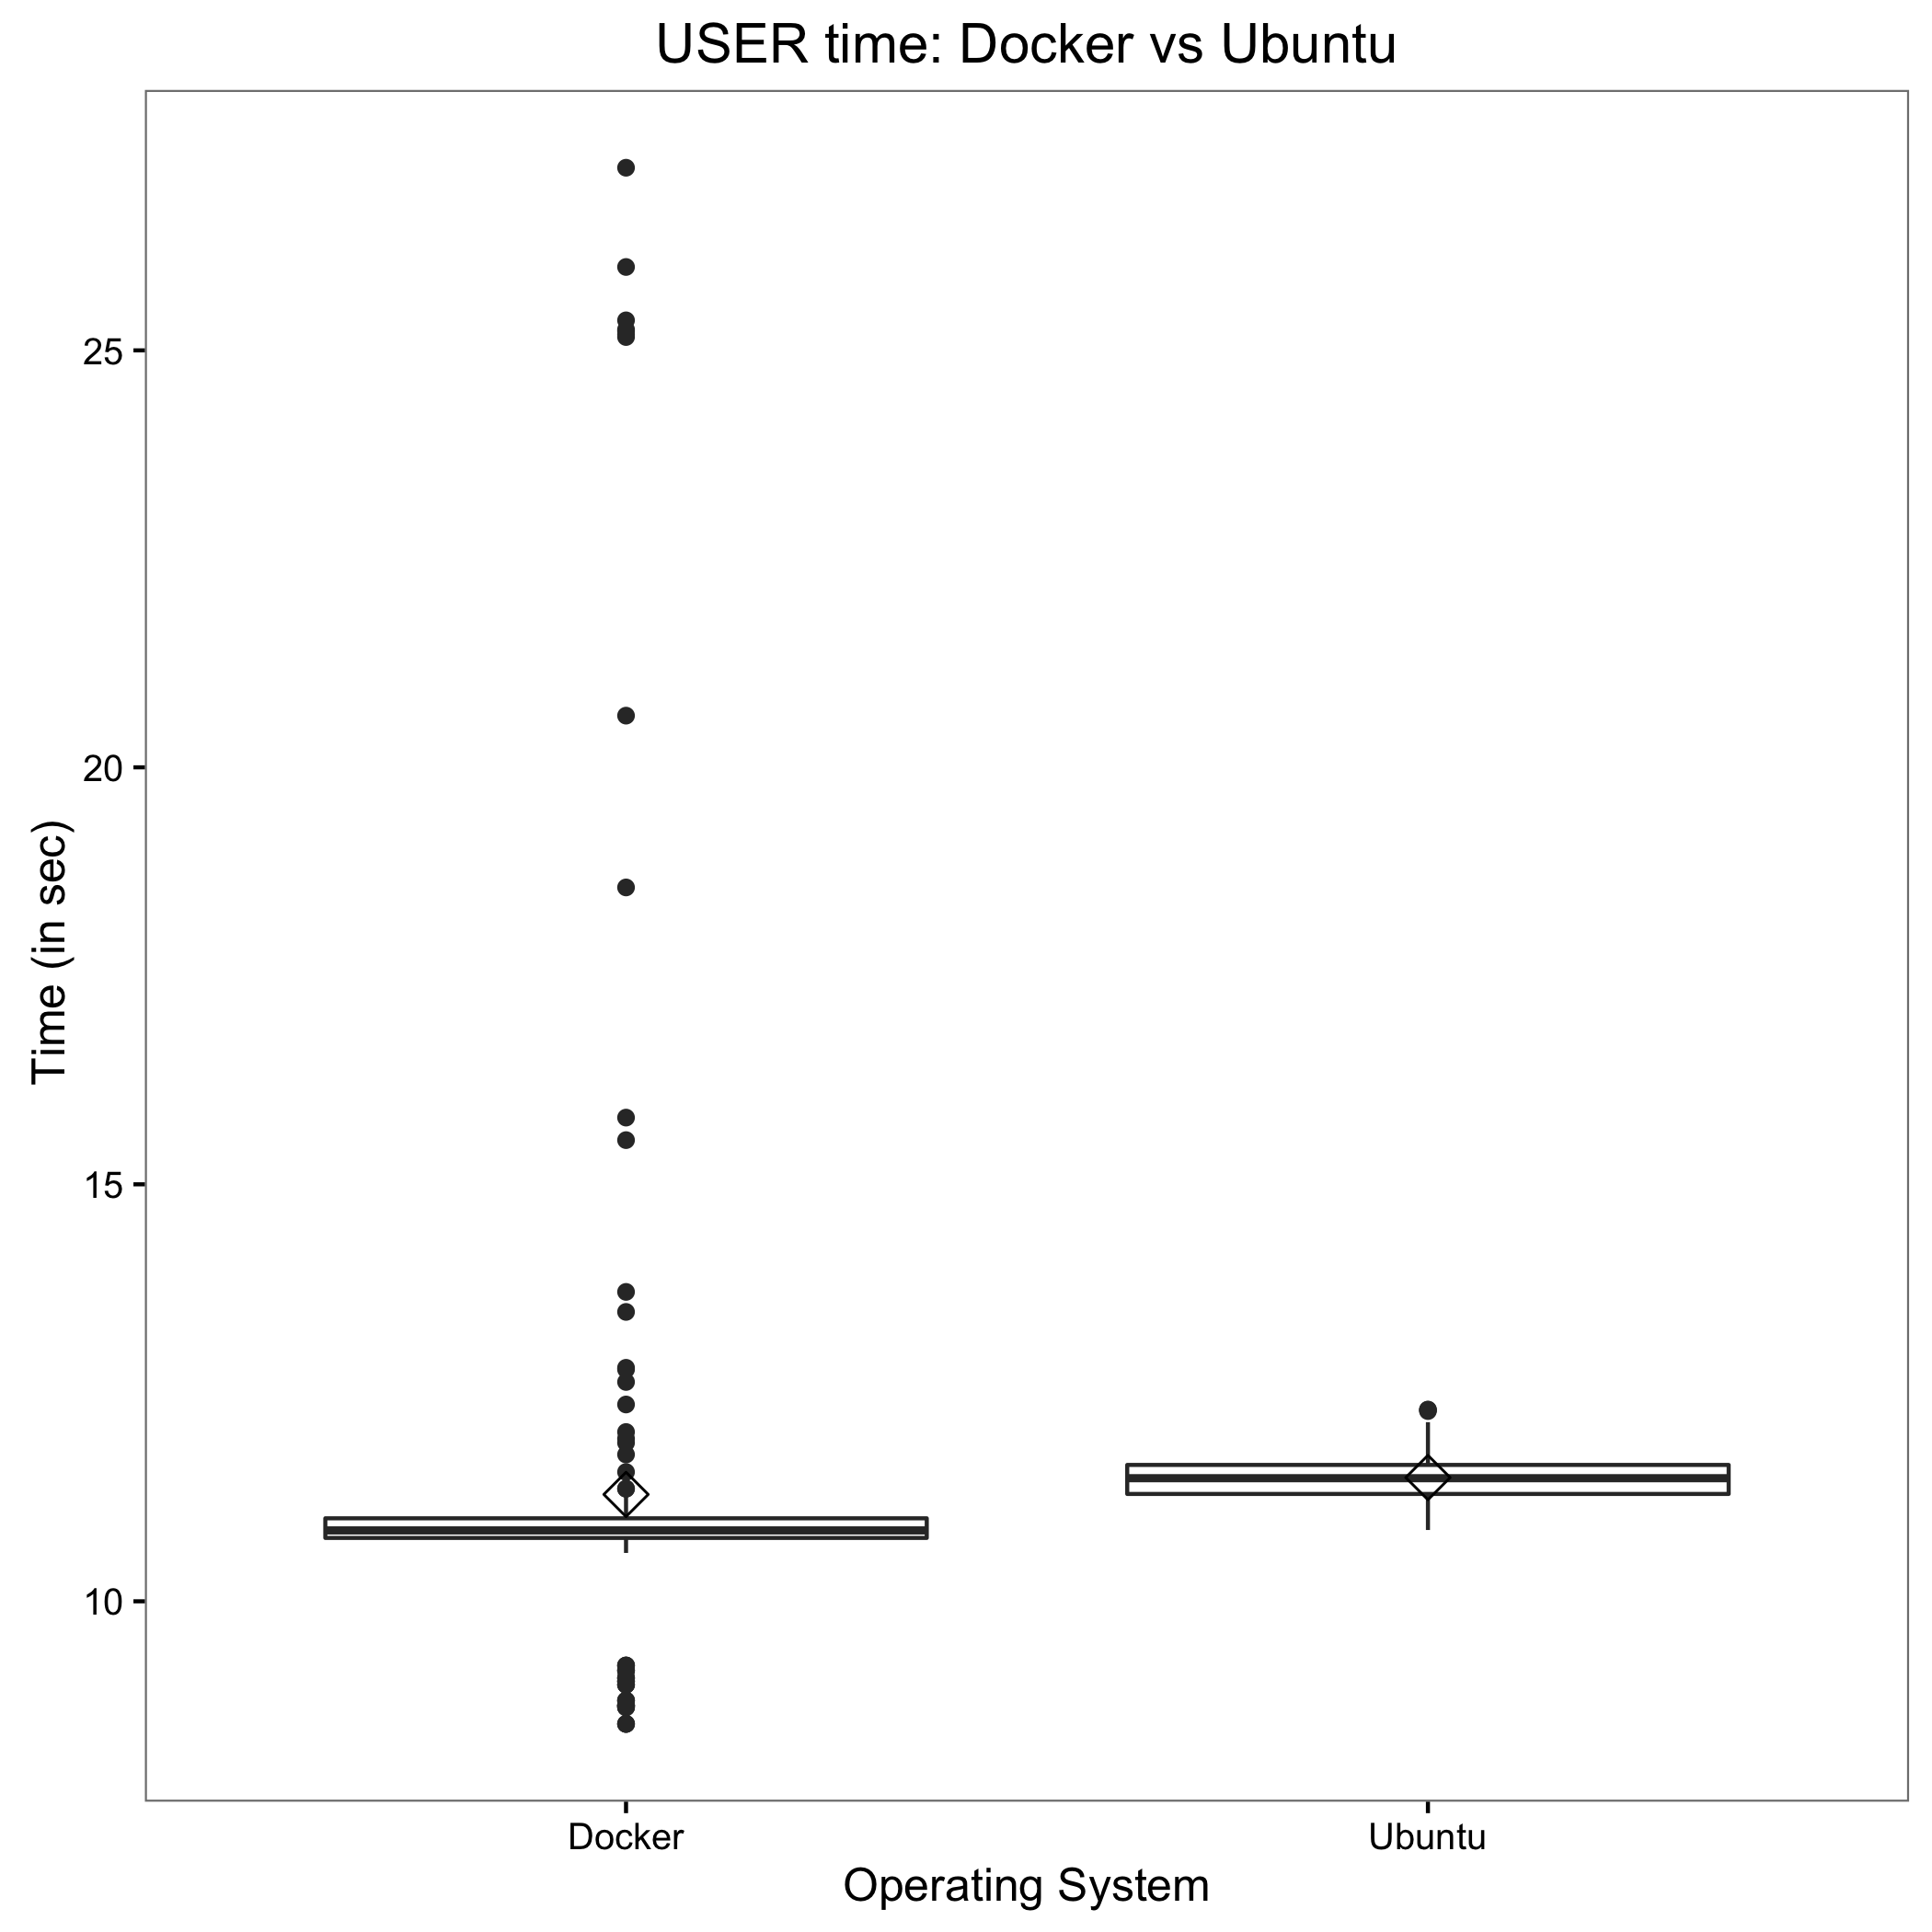 USER time: Docker vs Ubuntu
Time (in sec)
25
20
15
10
Docker
Ubuntu
Operating System